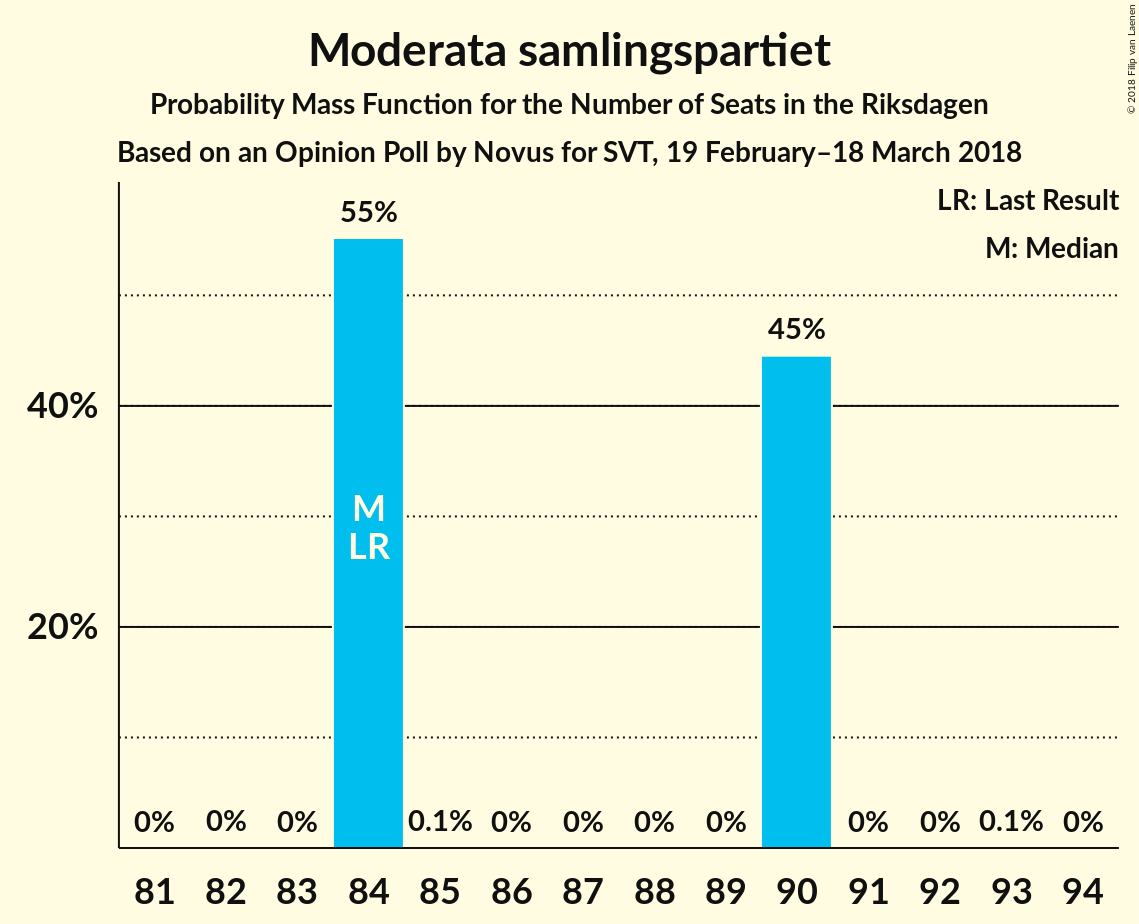 Moderata samlingspartiet
Probability Mass Function for the Number of Seats in the Riksdagen
Based on an Opinion Poll by Novus for SVT, 19 February–18 March 2018
© 2018 Filip van Laenen
LR: Last Result
M: Median
55%
45%
40%
M
LR
20%
0% 0% 0% 0.1% 0% 0% 0% 0% 0% 0% 0.1% 0%
81 82 83 84 85 86 87 88 89 90 91 92 93 94